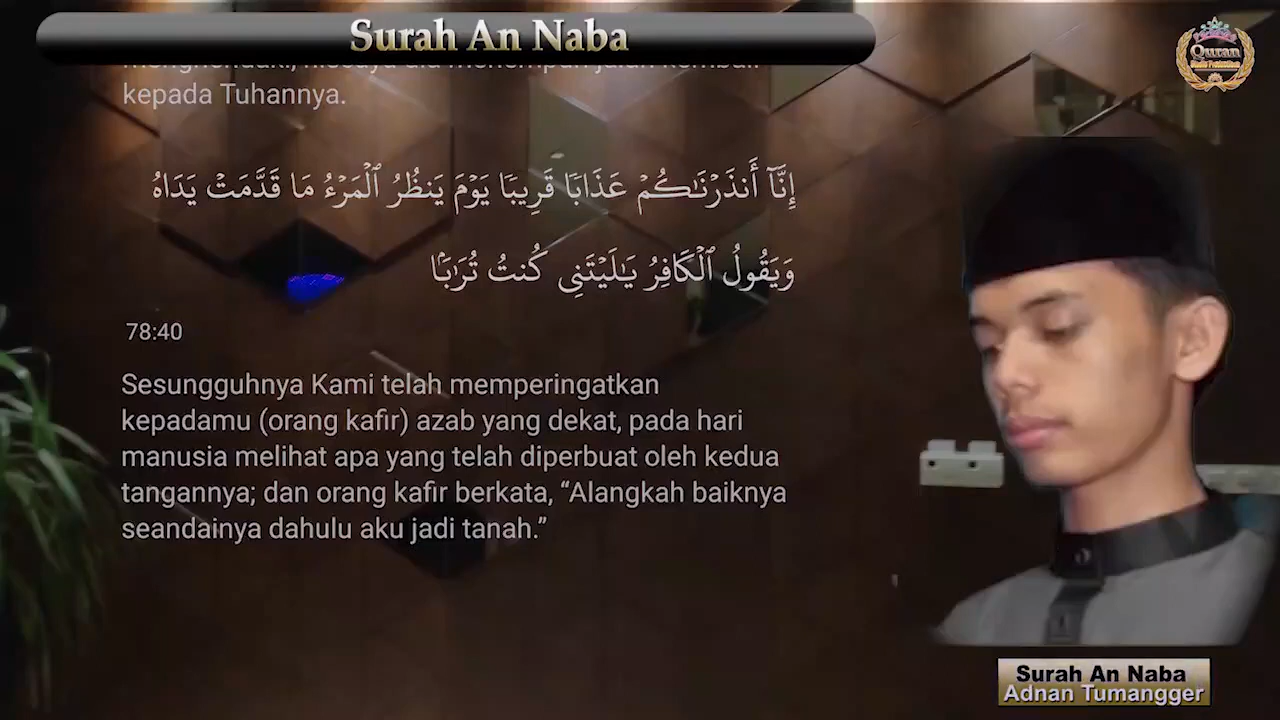 Surah An Naba
Quran
kepada Tuhannya.
إِنَّآ أَنذَرْنَٰكُمْ عَذَابًا قَرِيبًا يَوْمَ يَنظُرُ ٱلْمَرْءُ مَا قَدَّمَتْ يَدَاهُ
وَيَقُولُ ٱلْكَافِرُ يَٰلَيْتَنِى كُنتُ تُرَٰبًۢا
78:40
Sesungguhnya Kami telah memperingatkan
kepadamu (orang kafir) azab yang dekat, pada hari
manusia melihat apa yang telah diperbuat oleh kedua
tangannya; dan orang kafir berkata, “Alangkah baiknya
seandainya dahulu aku jadi tanah.”
Surah An Naba
Adnan Tumangger